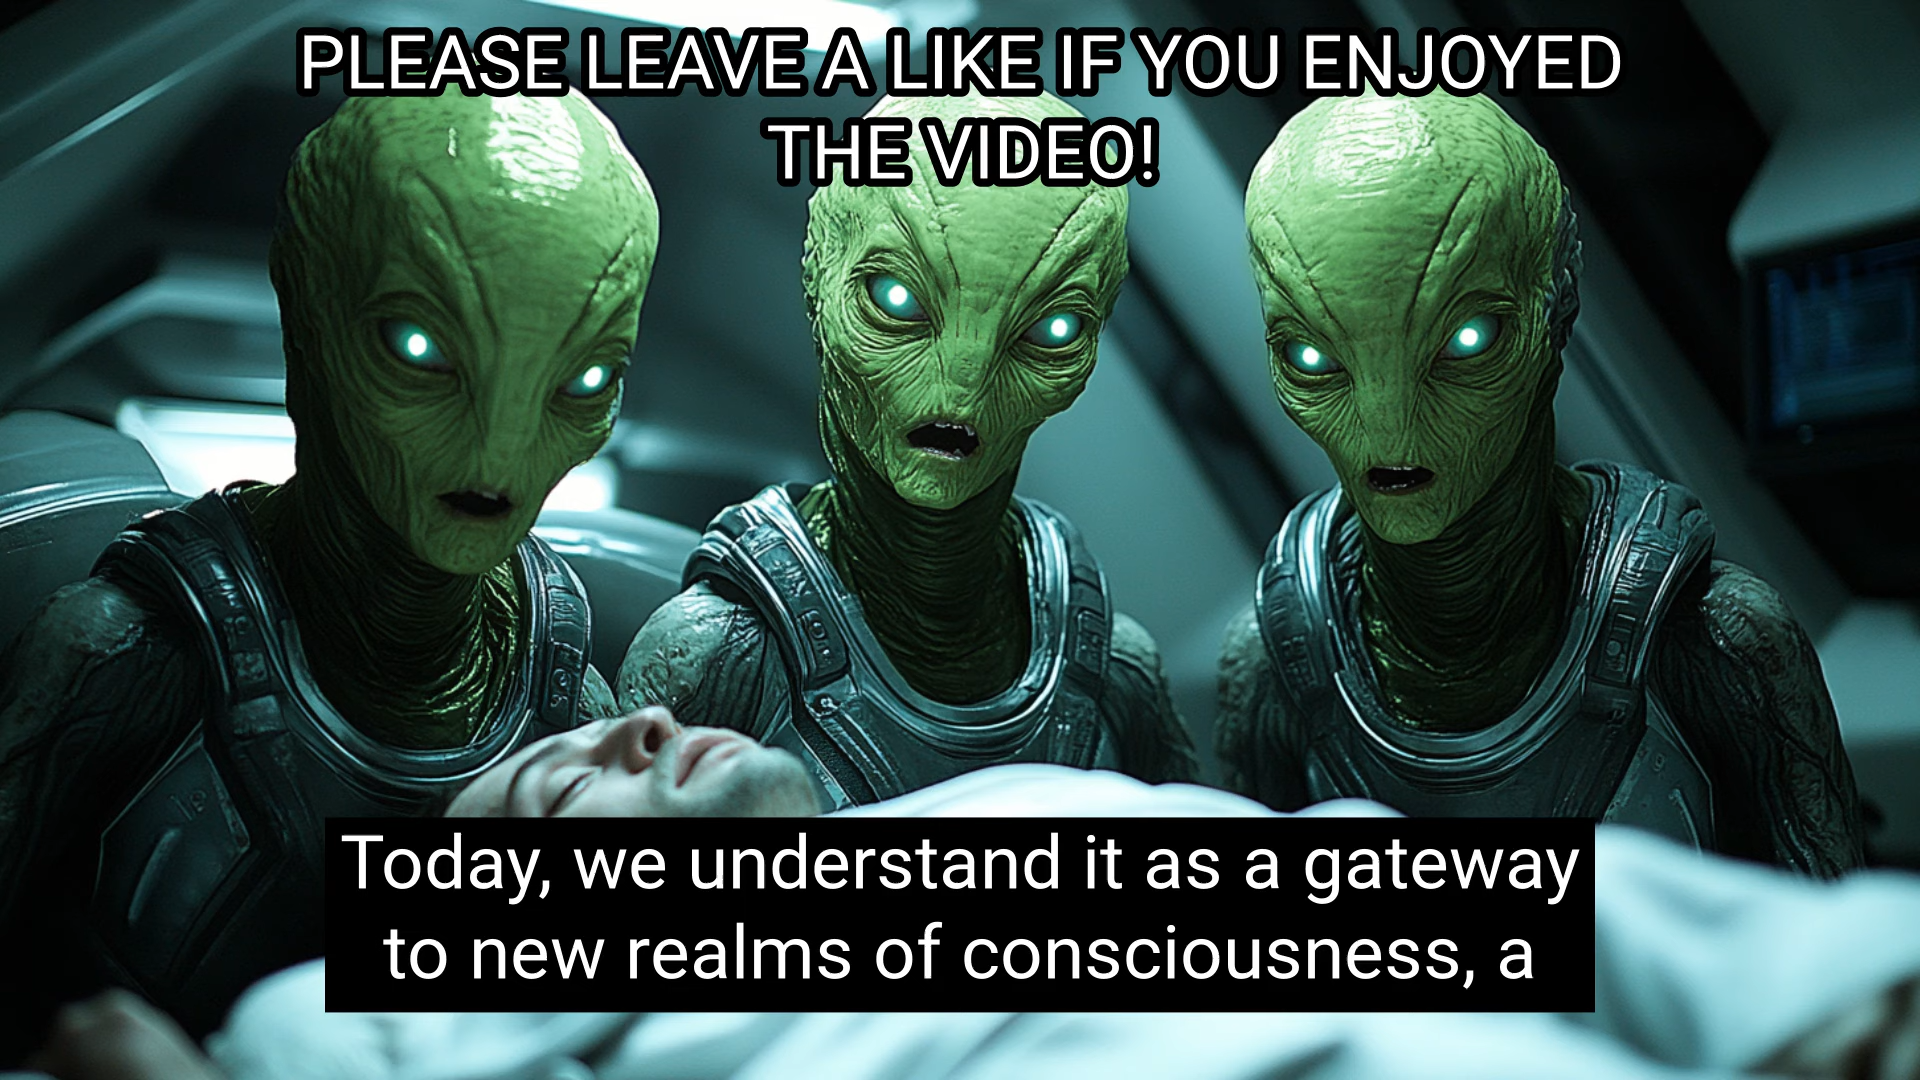 PLEASE LEAVE A LIKE IF YOU ENJOYED
THE VIDEO!
Today, we understand it as a gateway
to new realms of consciousness, a